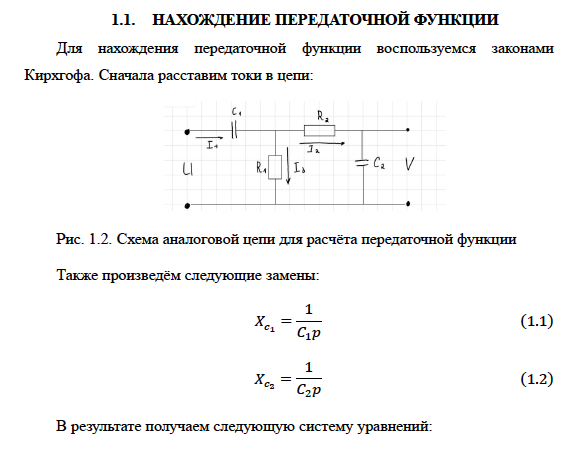 1.1. НАХОЖДЕНИЕ ПЕРЕДАТОЧНОЙ ФУНКЦИИ
Для нахождения передаточной функции воспользуемся законами
Кирхгофа. Сначала расставим токи в цепи:
C₁
R₂
I₁
I₂
U
R₁
I₃
C₂
V
Рис. 1.2. Схема аналоговой цепи для расчёта передаточной функции
Также произведём следующие замены:
X_{c₁} = 1/(C₁p) (1.1)
X_{c₂} = 1/(C₂p) (1.2)
В результате получаем следующую систему уравнений: